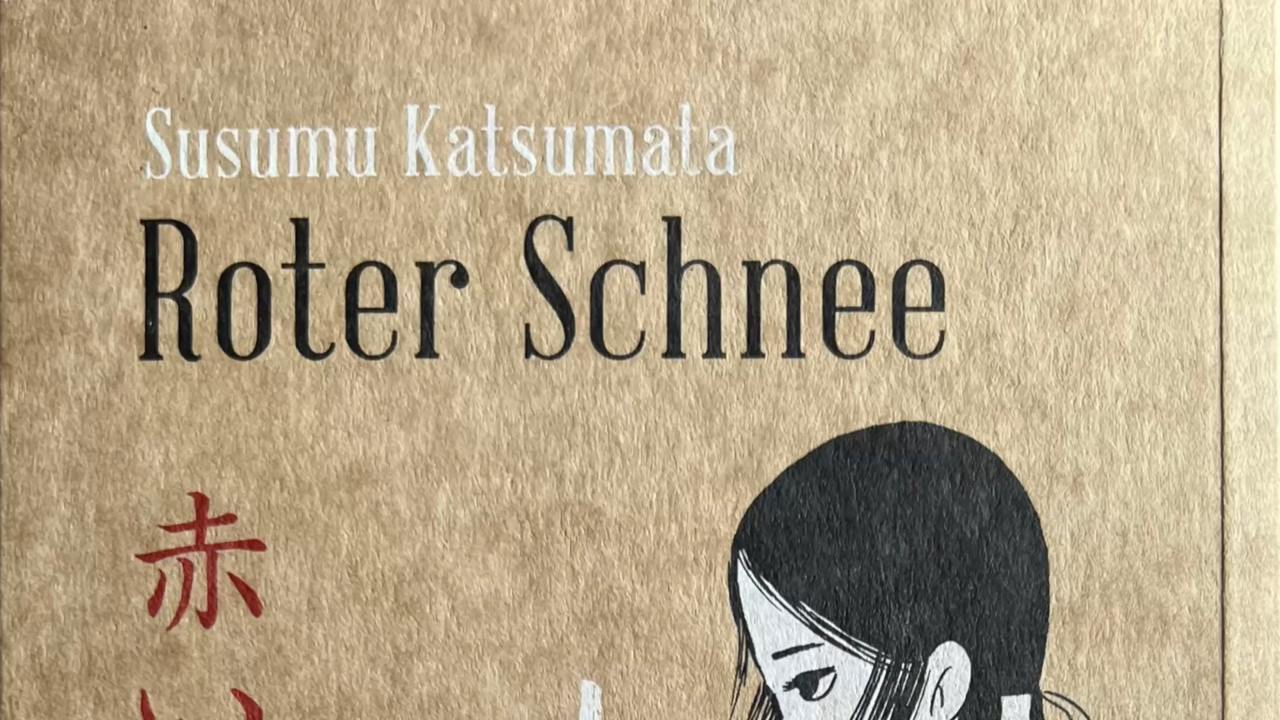 Susumu Katsumata
Roter Schnee
赤